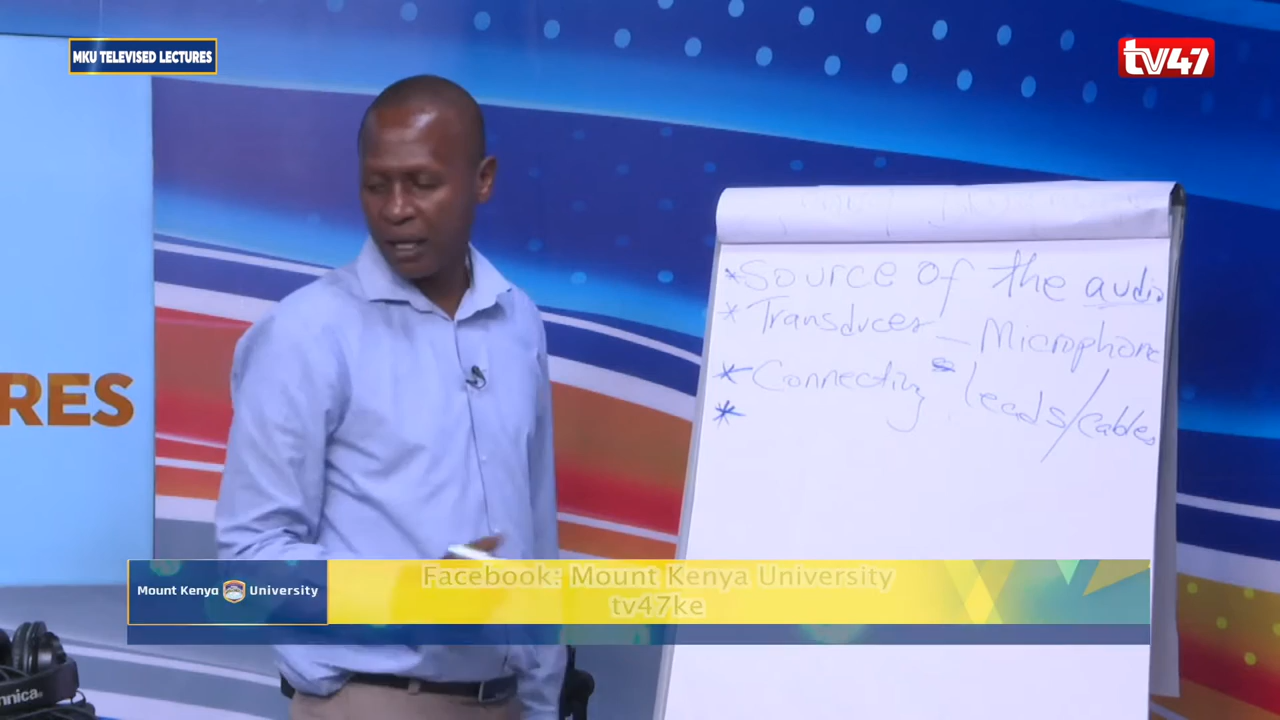 MKU TELEVISED LECTURES
tv47
RES
*Source of the audio
* Transducer – Microphone
* Connecting leads/cables
*
Facebook: Mount Kenya University
tv47ke
Mount Kenya University
nnica